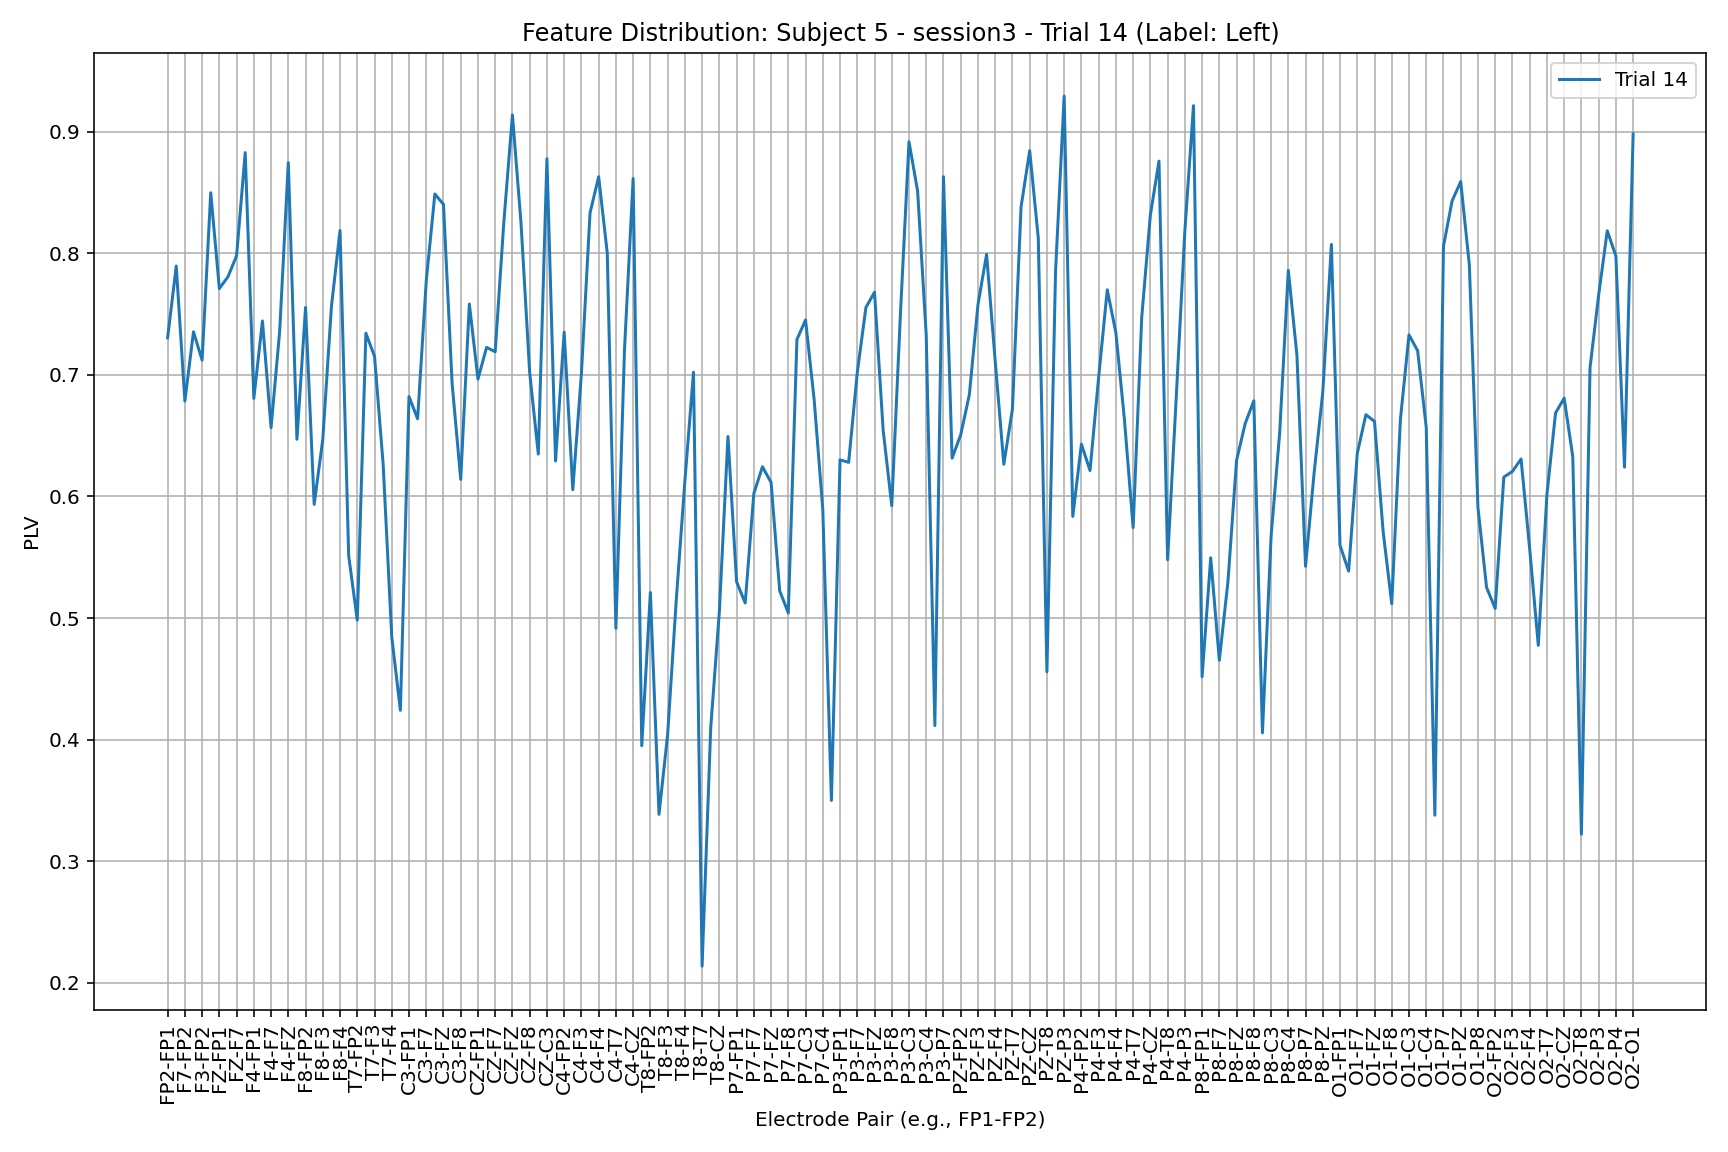 Feature Distribution: Subject 5 - session3 - Trial 14 (Label: Left)
Trial 14
PLV
0.9
0.8
0.7
0.6
0.5
0.4
0.3
0.2
FP2-FP1
F7-FP2
F3-FP2
FZ-FP1
FZ-F7
F4-FP1
F4-F7
F4-FZ
F8-FP2
F8-F3
F8-F4
T7-FP2
T7-F3
T7-F4
C3-FP1
C3-F7
C3-FZ
C3-F8
CZ-FP1
CZ-F7
CZ-FZ
CZ-F8
CZ-C3
C4-FP2
C4-F3
C4-F4
C4-T7
C4-CZ
T8-FP2
T8-F3
T8-F4
T8-T7
T8-CZ
P7-FP1
P7-F7
P7-FZ
P7-F8
P7-C3
P7-C4
P3-FP1
P3-F7
P3-FZ
P3-F8
P3-C3
P3-C4
P3-P7
PZ-FP2
PZ-F3
PZ-F4
PZ-T7
PZ-CZ
PZ-T8
PZ-P3
P4-FP2
P4-F3
P4-F4
P4-T7
P4-CZ
P4-T8
P4-P3
P8-FP1
P8-F7
P8-FZ
P8-F8
P8-C3
P8-C4
P8-P7
P8-PZ
O1-FP1
O1-F7
O1-FZ
O1-F8
O1-C3
O1-C4
O1-P7
O1-PZ
O1-P8
O2-FP2
O2-F3
O2-F4
O2-T7
O2-CZ
O2-T8
O2-P3
O2-P4
O2-O1
Electrode Pair (e.g., FP1-FP2)